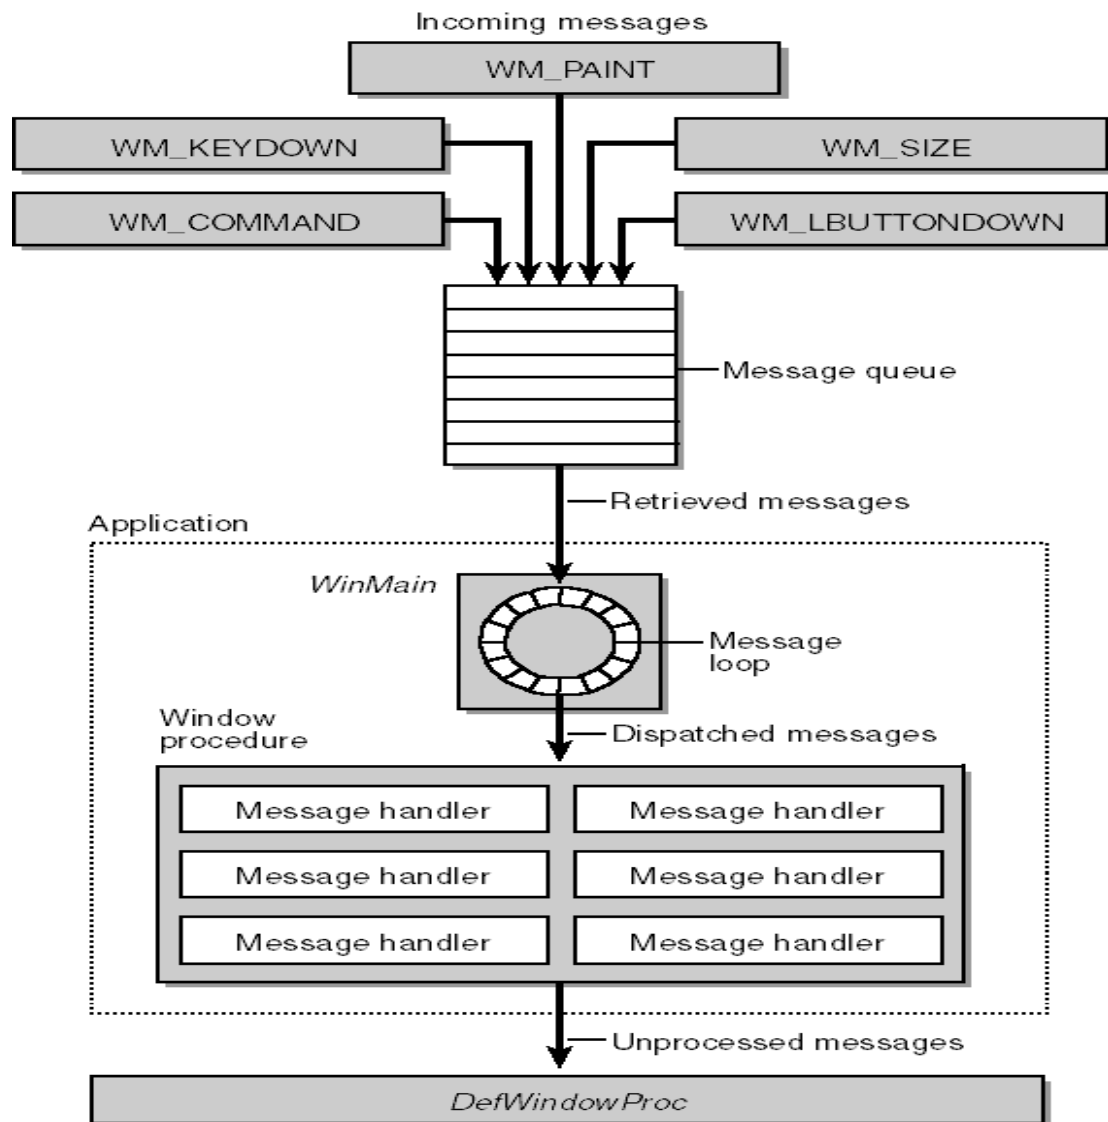 Incoming messages
WM_PAINT
WM_KEYDOWN
WM_SIZE
WM_COMMAND
WM_LBUTTONDOWN
Message queue
Retrieved messages
Application
WinMain
Message
loop
Window
procedure
Dispatched messages
Message handler
Message handler
Message handler
Message handler
Message handler
Message handler
Unprocessed messages
DefWindowProc